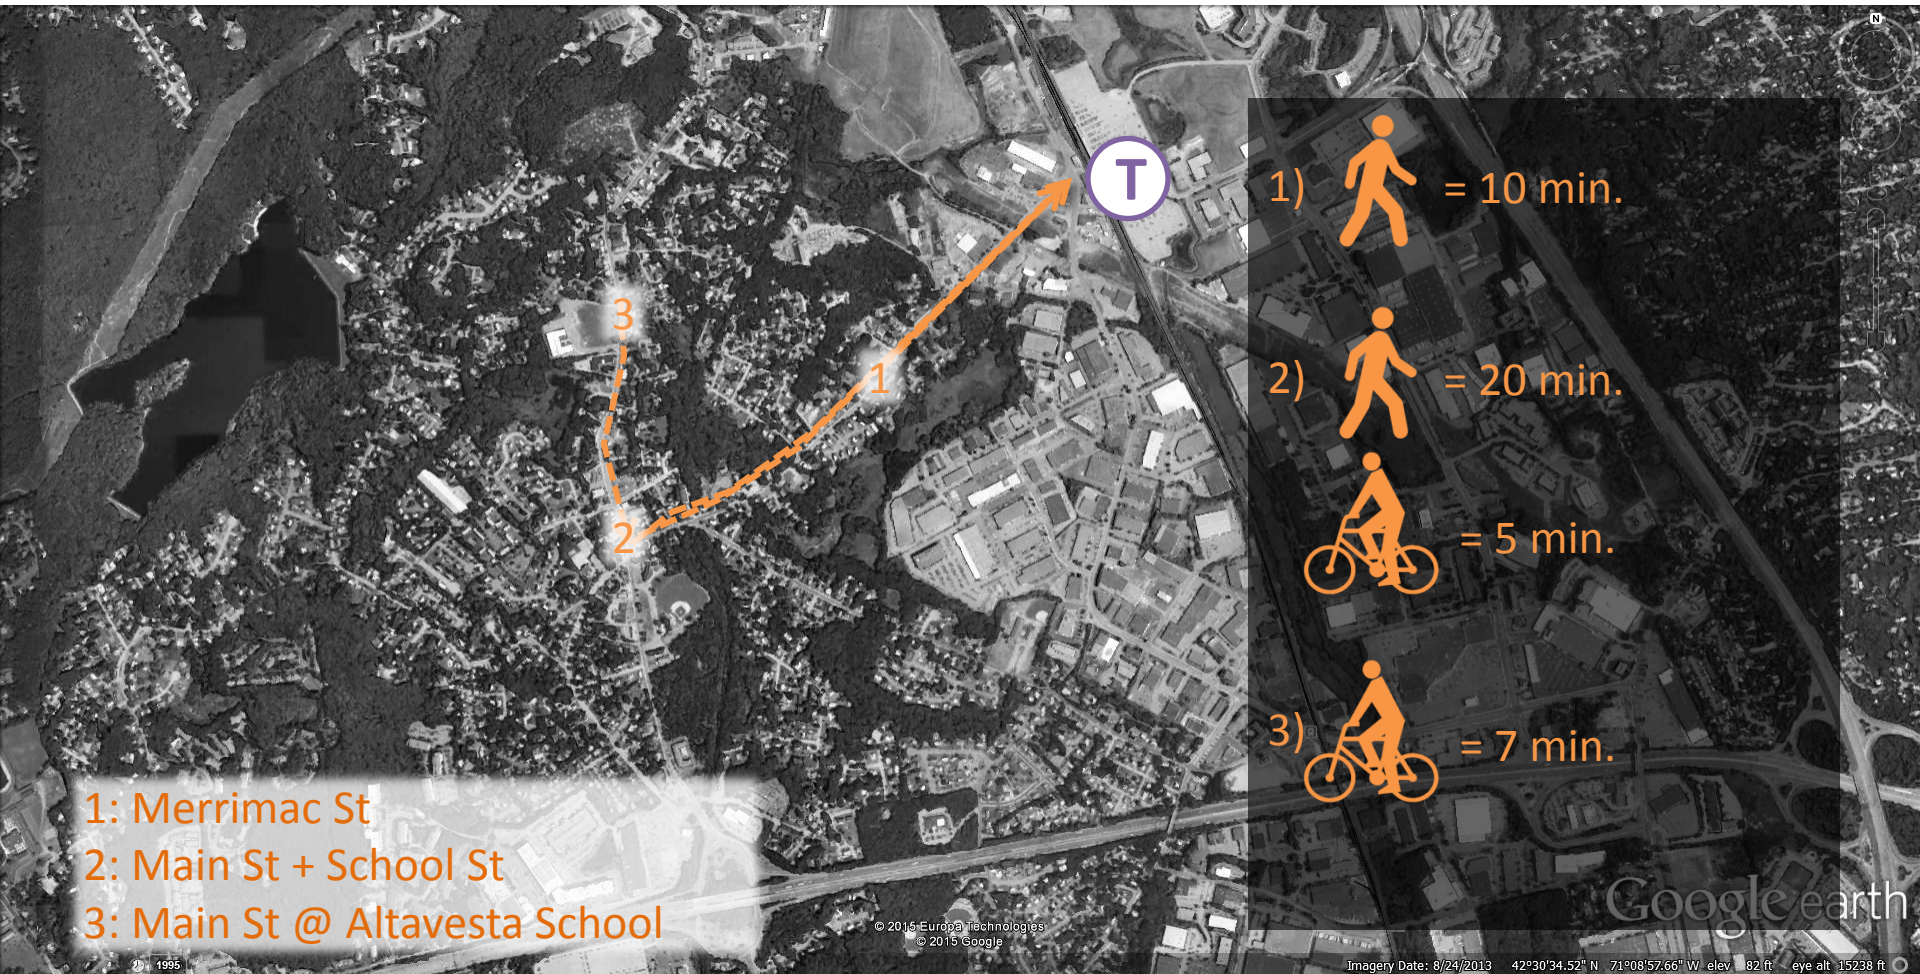 N
T
1) = 10 min.
2) = 20 min.
= 5 min.
3) = 7 min.
3
1
2
1: Merrimac St
2: Main St + School St
3: Main St @ Altavesta School
Google earth
© 2015 Europa Technologies
© 2015 Google
1995
Imagery Date: 8/24/2013 42°30'34.52" N 71°08'57.66" W elev 82 ft eye alt 15238 ft